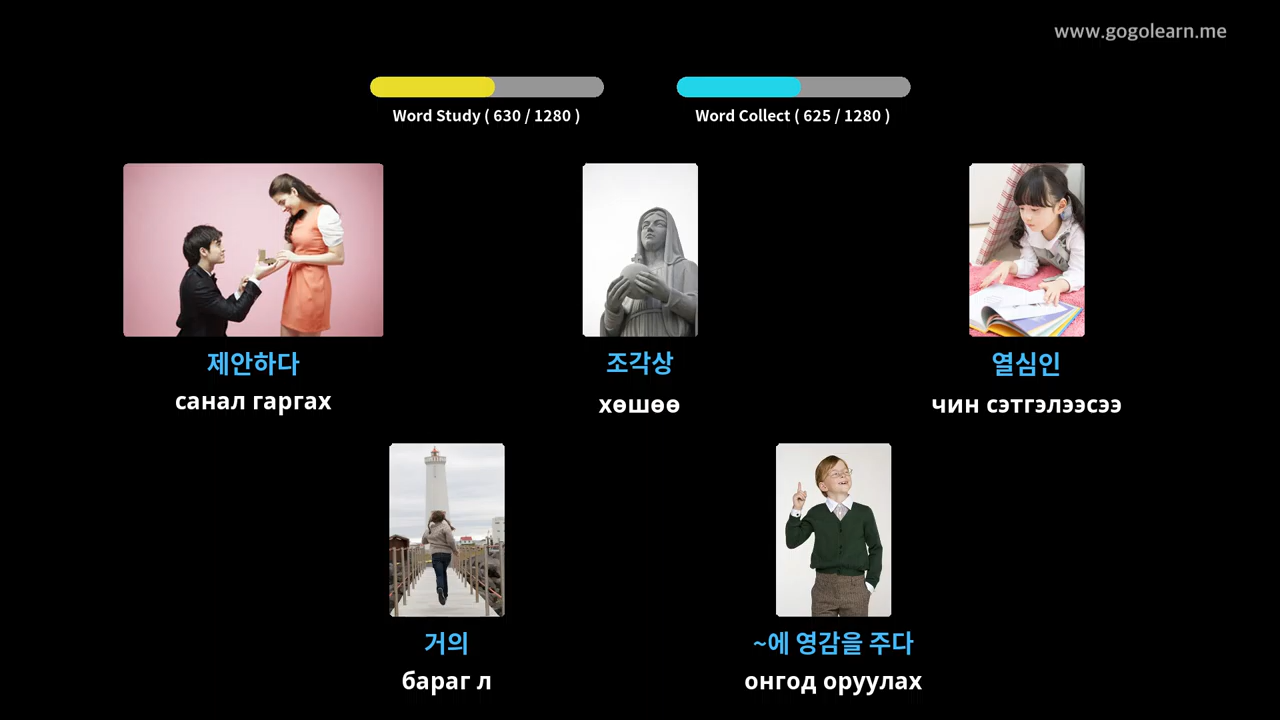 www.gogolearn.me
Word Study ( 630 / 1280 )
Word Collect ( 625 / 1280 )
제안하다
санал гаргах
조각상
хөшөө
열심인
чин сэтгэлээсээ
거의
бараг л
~에 영감을 주다
онгод оруулах